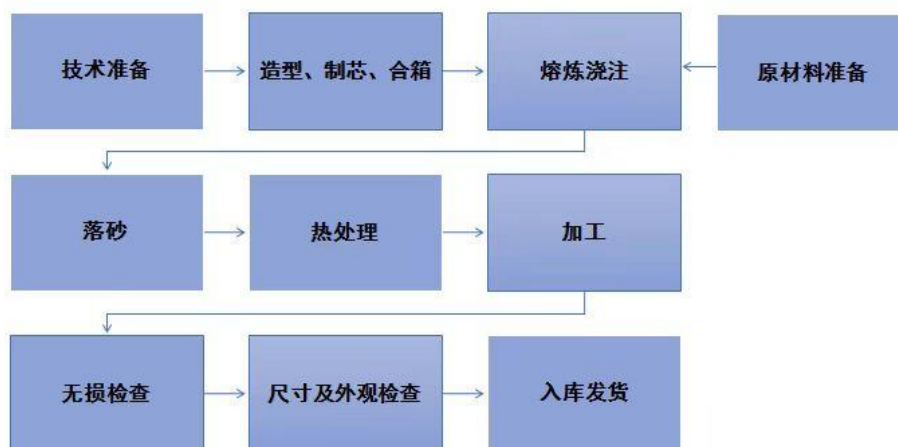 技术准备
造型、制芯、合箱
熔炼浇注
原材料准备
落砂
热处理
加工
无损检查
尺寸及外观检查
入库发货